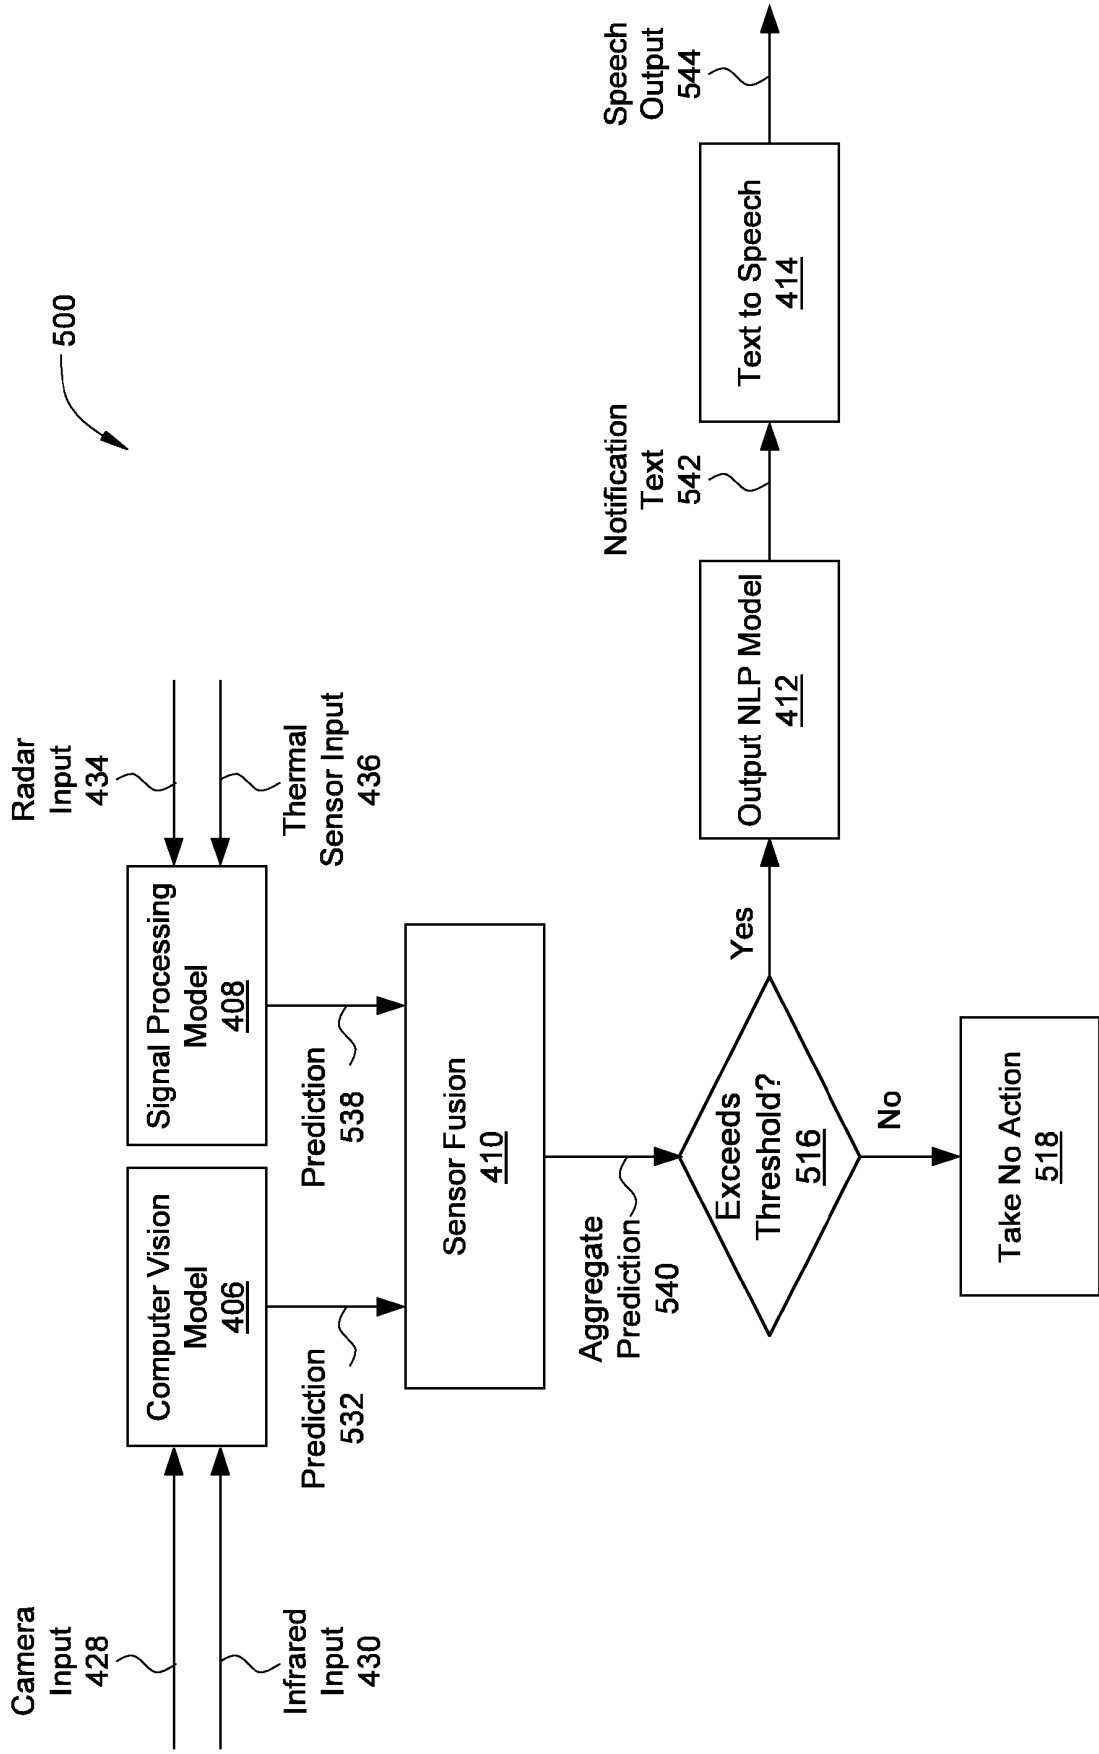 500
Camera
Input
428
Infrared
Input
430
Computer Vision
Model
406
Signal Processing
Model
408
Radar
Input
434
Thermal
Sensor Input
436
Prediction
532
Prediction
538
Sensor Fusion
410
Aggregate
Prediction
540
Exceeds
Threshold?
516
Yes
No
Take No Action
518
Output NLP Model
412
Notification
Text
542
Text to Speech
414
Speech
Output
544